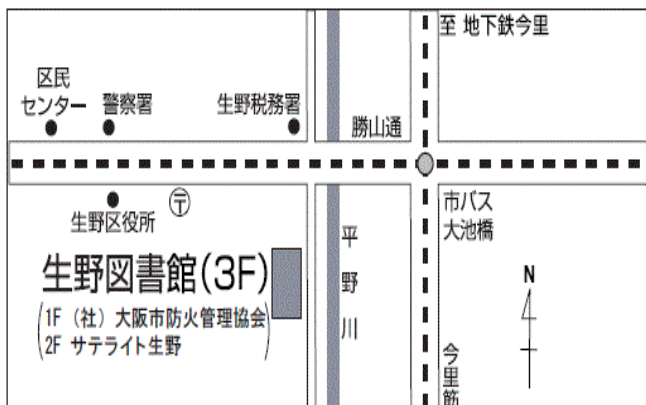 至 地下鉄今里
区民
センター
警察署
生野税務署
勝山通
生野区役所
〒
市バス
大池橋
平野川
生野図書館(3F)
(1F (社) 大阪市防火管理協会
2F サテライト生野)
N
今里筋